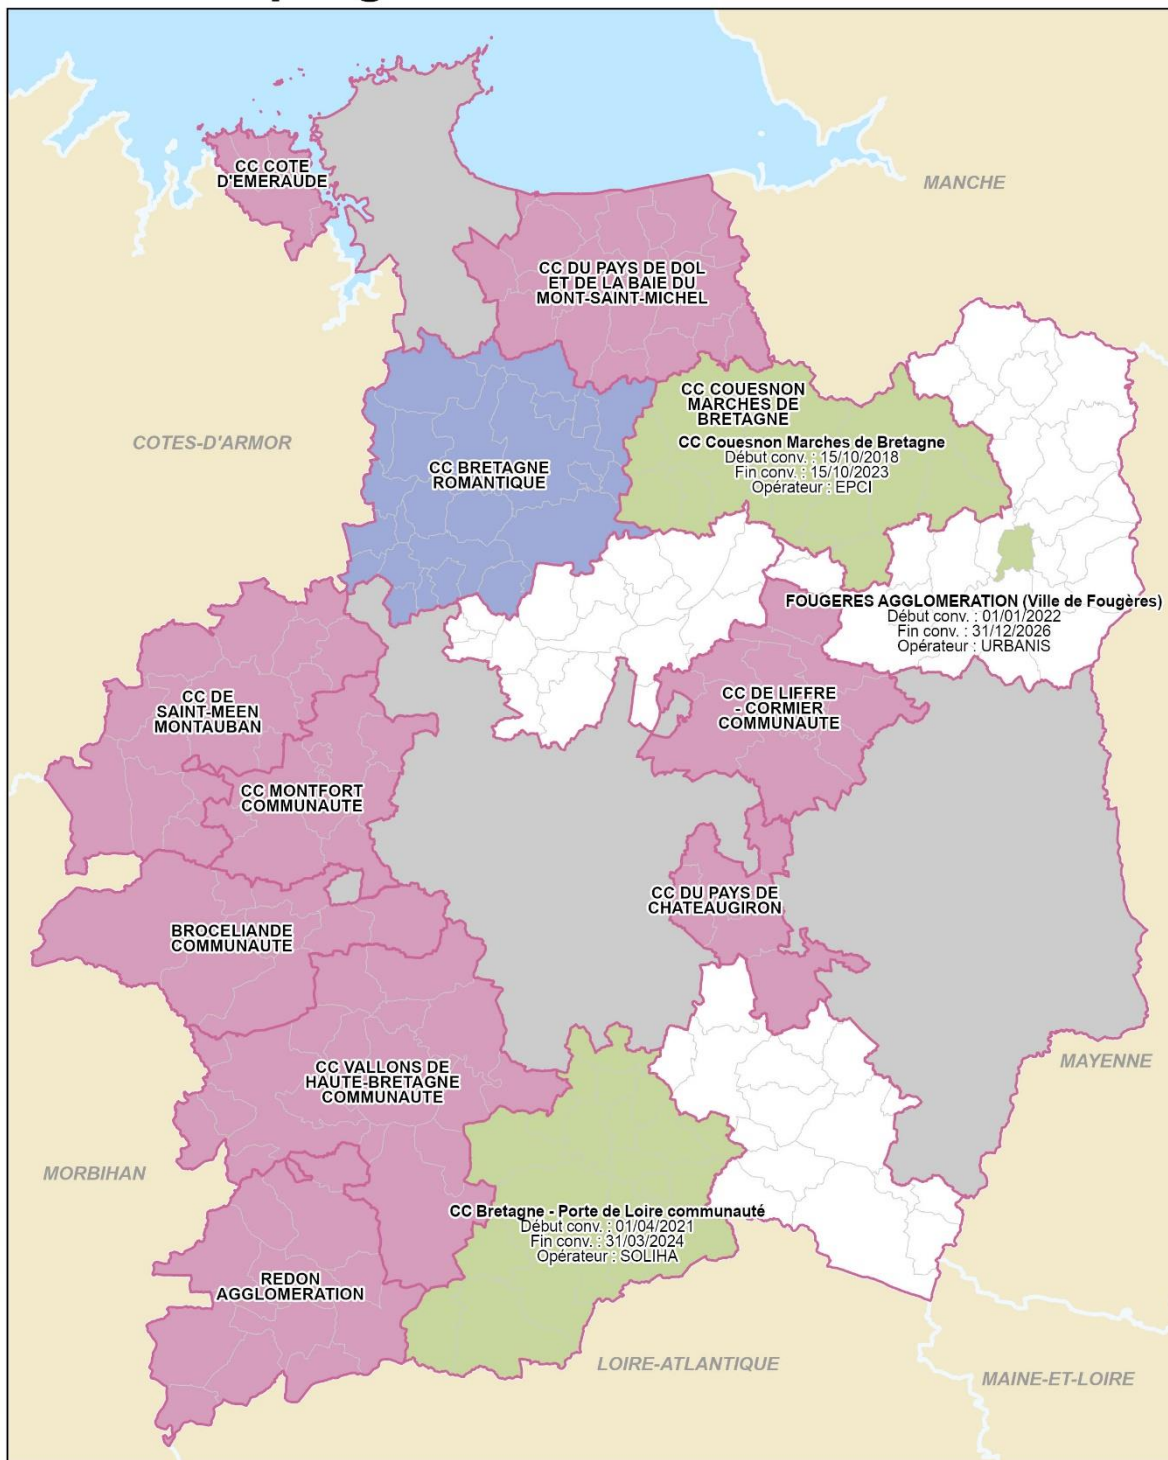 CC COTE
D'EMERAUDE
MANCHE
CC DU PAYS DE DOL
ET DE LA BAIE DU
MONT-SAINT-MICHEL
CC COUESNON
MARCHES DE
BRETAGNE
CC Couesnon Marches de Bretagne
Début conv. : 15/10/2018
Fin conv. : 15/10/2023
Opérateur : EPCI
COTES-D'ARMOR
CC BRETAGNE
ROMANTIQUE
FOUGERES AGGLOMERATION (Ville de Fougères)
Début conv. : 01/01/2022
Fin conv. : 31/12/2026
Opérateur : URBANIS
CC DE
SAINT-MEEN
MONTAUBAN
CC DE LIFFRE
- CORMIER
COMMUNAUTE
CC MONTFORT
COMMUNAUTE
CC DU PAYS DE
CHATEAUGIRON
BROCELIANDE
COMMUNAUTE
CC VALLONS DE
HAUTE-BRETAGNE
COMMUNAUTE
MAYENNE
MORBIHAN
CC Bretagne - Porte de Loire communauté
Début conv. : 01/04/2021
Fin conv. : 31/03/2024
Opérateur : SOLIHA
REDON
AGGLOMERATION
LOIRE-ATLANTIQUE
MAINE-ET-LOIRE